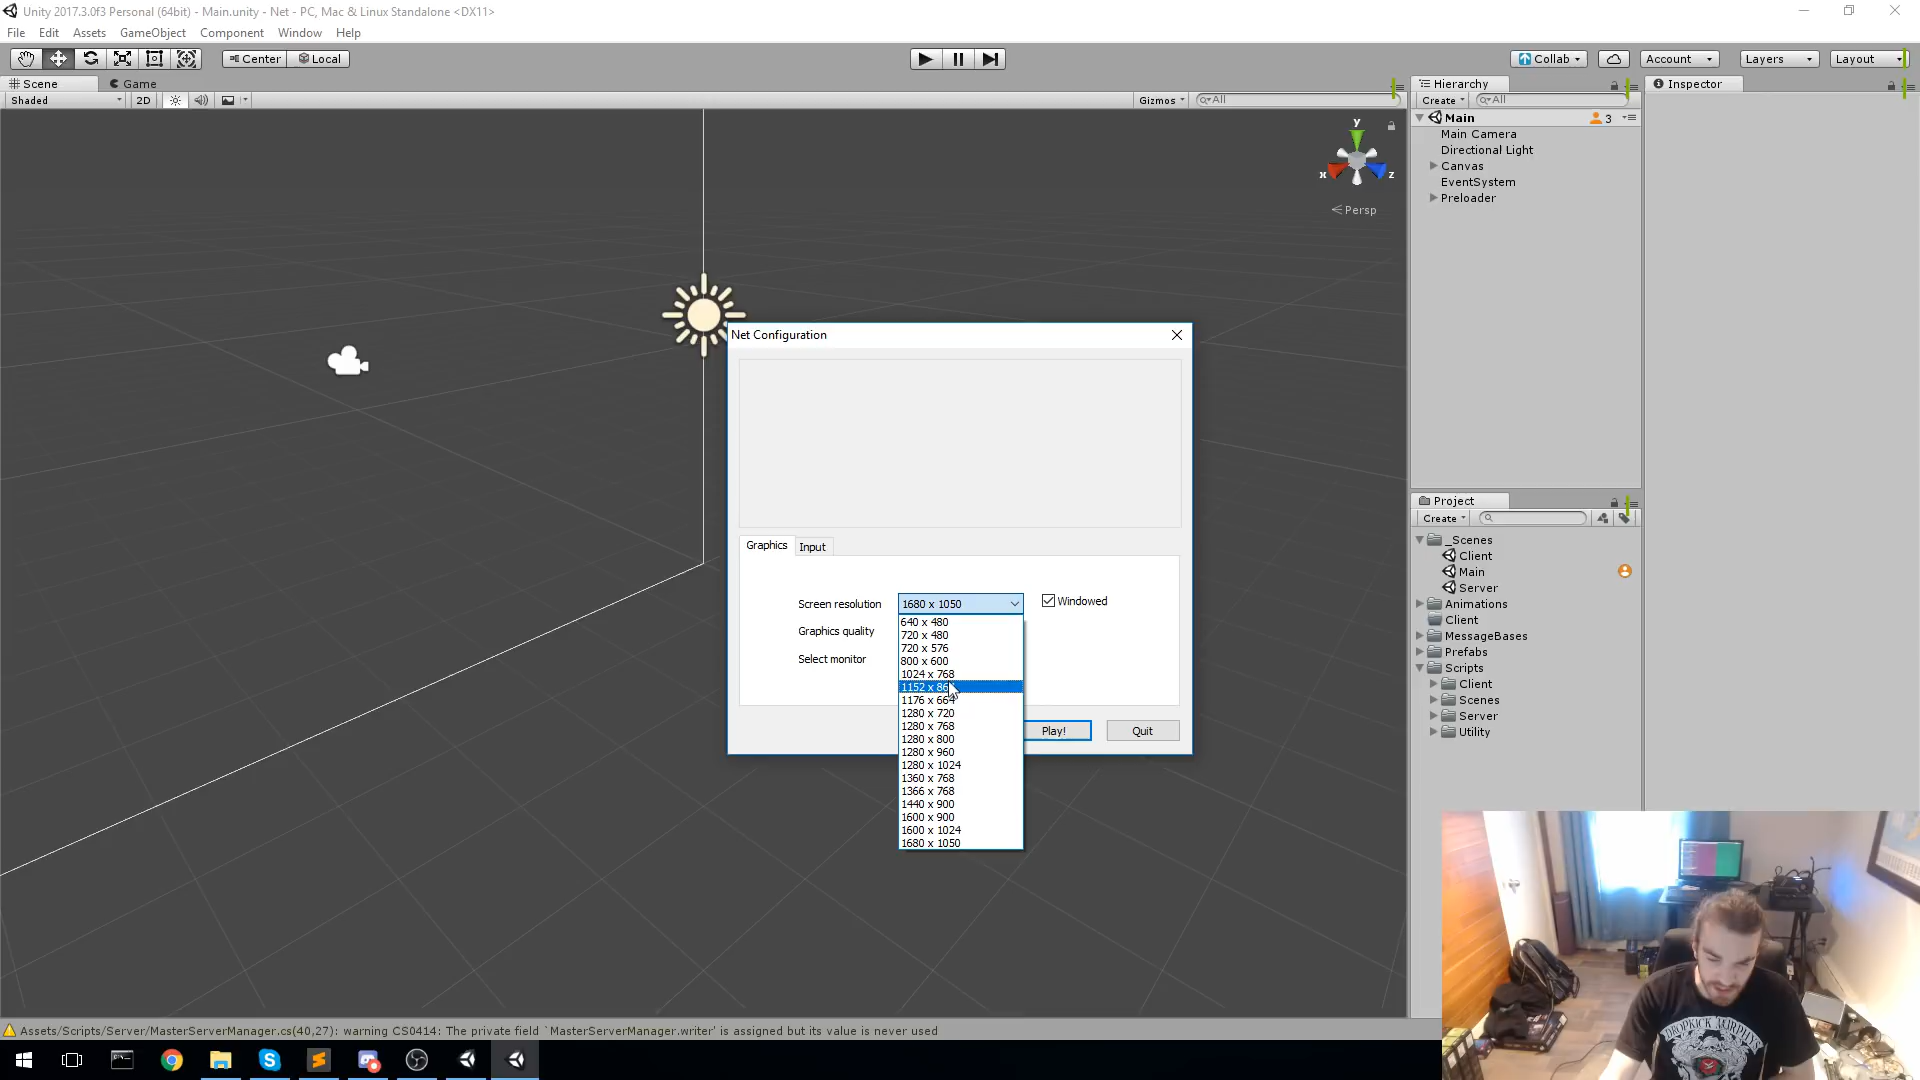 Unity 2017.3.0f3 Personal (64bit) - Main.unity - Net - PC, Mac & Linux Standalone <DX11>
File Edit Assets GameObject Component Window Help
Center Local Collab Account Layers Layout
Scene Game Hierarchy Inspector
Shaded 2D Gizmos All Create All
Main 3
Main Camera
Directional Light
Canvas
EventSystem
Preloader
y
x z
Persp
Net Configuration
Graphics Input
Screen resolution 1680 x 1050 Windowed
Graphics quality
Select monitor
640 x 480
720 x 480
720 x 576
800 x 600
1024 x 768
1152 x
1176 x 664
1280 x 720
1280 x 768
1280 x 800
1280 x 960
1280 x 1024
1360 x 768
1366 x 768
1440 x 900
1600 x 900
1600 x 1024
1680 x 1050
Play! Quit
Project
Create
_Scenes
Client
Main
Server
Animations
Client
MessageBases
Prefabs
Scripts
Client
Scenes
Server
Utility
DROPKICK MURPHYS
Assets/Scripts/Server/MasterServerManager.cs(40,27): warning CS0414: The private field `MasterServerManager.writer' is assigned but its value is never used